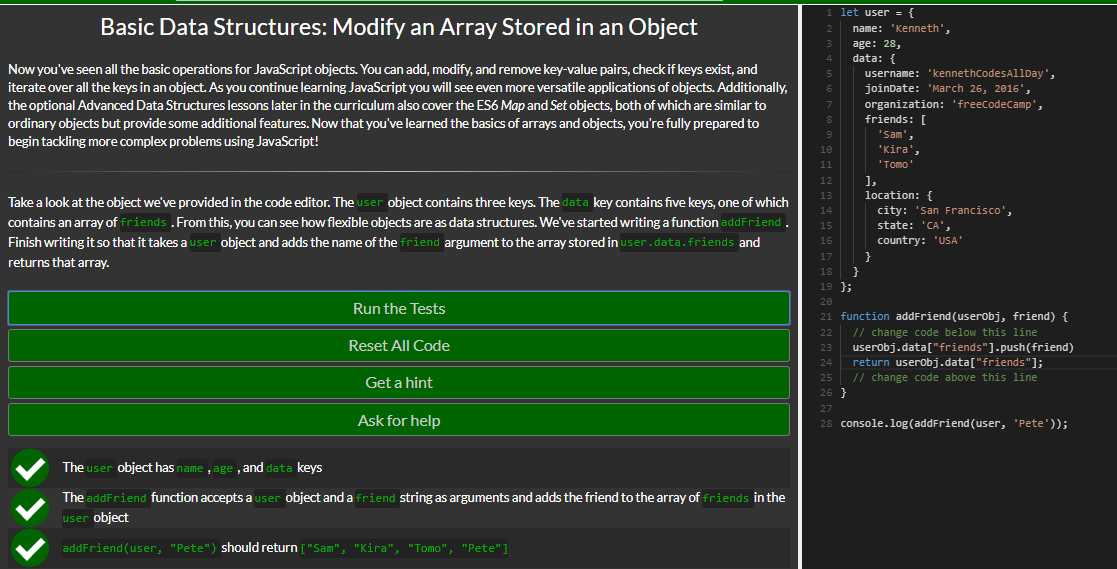 Basic Data Structures: Modify an Array Stored in an Object
Now you've seen all the basic operations for JavaScript objects. You can add, modify, and remove key-value pairs, check if keys exist, and
iterate over all the keys in an object. As you continue learning JavaScript you will see even more versatile applications of objects. Additionally,
the optional Advanced Data Structures lessons later in the curriculum also cover the ES6 Map and Set objects, both of which are similar to
ordinary objects but provide some additional features. Now that you've learned the basics of arrays and objects, you're fully prepared to
begin tackling more complex problems using JavaScript!
Take a look at the object we've provided in the code editor. The user object contains three keys. The data key contains five keys, one of which
contains an array of friends . From this, you can see how flexible objects are as data structures. We've started writing a function addFriend .
Finish writing it so that it takes a user object and adds the name of the friend argument to the array stored in user.data.friends and
returns that array.
Run the Tests
Reset All Code
Get a hint
Ask for help
The user object has name , age , and data keys
The addFriend function accepts a user object and a friend string as arguments and adds the friend to the array of friends in the
user object
addFriend(user, "Pete") should return ["Sam", "Kira", "Tomo", "Pete"]
1 let user = {
2 name: 'Kenneth',
3 age: 28,
4 data: {
5 username: 'kennethCodesAllDay',
6 joinDate: 'March 26, 2016',
7 organization: 'freeCodeCamp',
8 friends: [
9 'Sam',
10 'Kira',
11 'Tomo'
12 ],
13 location: {
14 city: 'San Francisco',
15 state: 'CA',
16 country: 'USA'
17 }
18 }
19 };
20
21 function addFriend(userObj, friend) {
22 // change code below this line
23 userObj.data["friends"].push(friend)
24 return userObj.data["friends"];
25 // change code above this line
26 }
27
28 console.log(addFriend(user, 'Pete'));